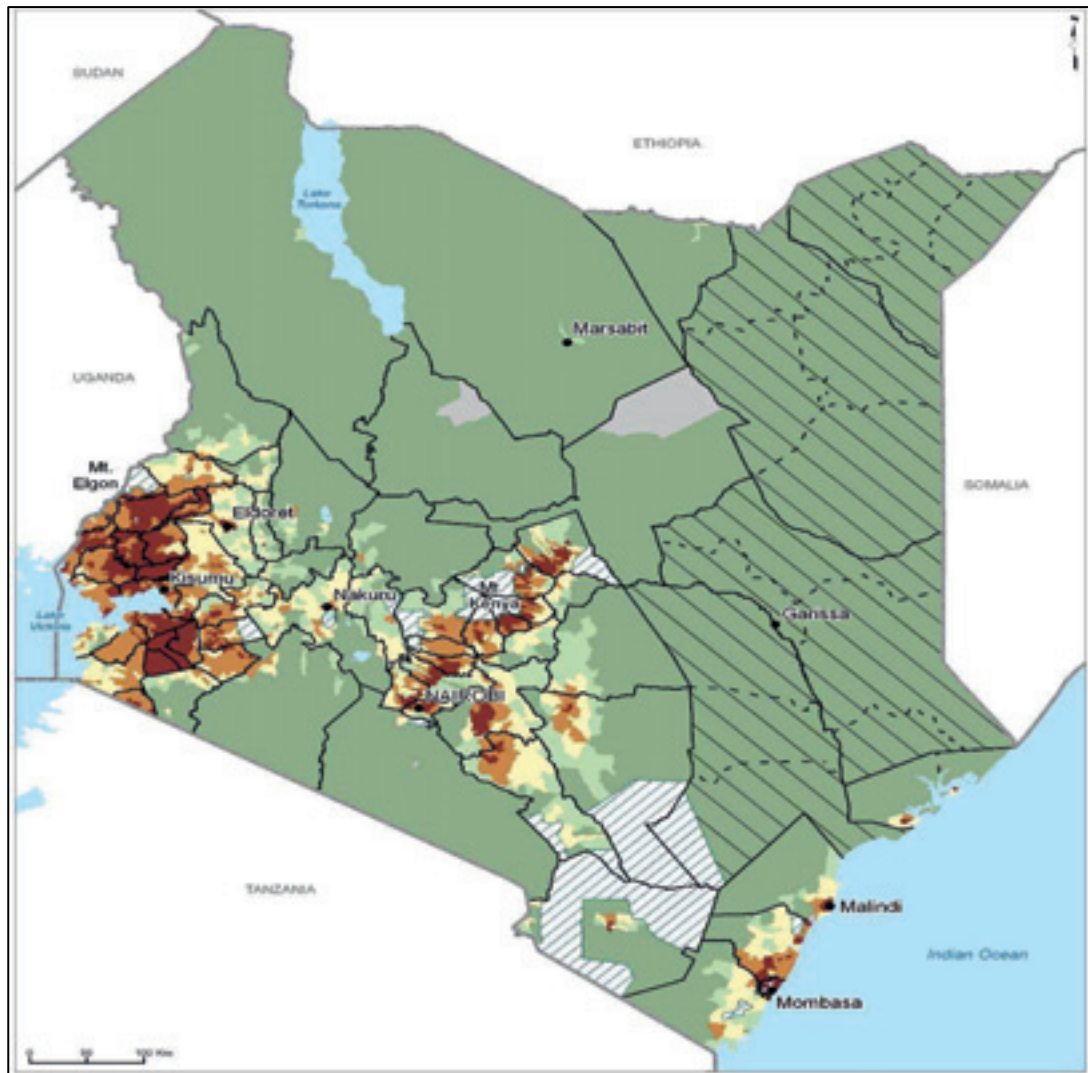 SUDAN
ETHIOPIA
Lake
Turkana
Marsabit
UGANDA
Mt.
Elgon
SOMALIA
Eldoret
Kisumu
Mt.
Kenya
Nakuru
Garissa
Lake
Victoria
NAIROBI
TANZANIA
Malindi
Indian Ocean
Mombasa
0 50 100 Km